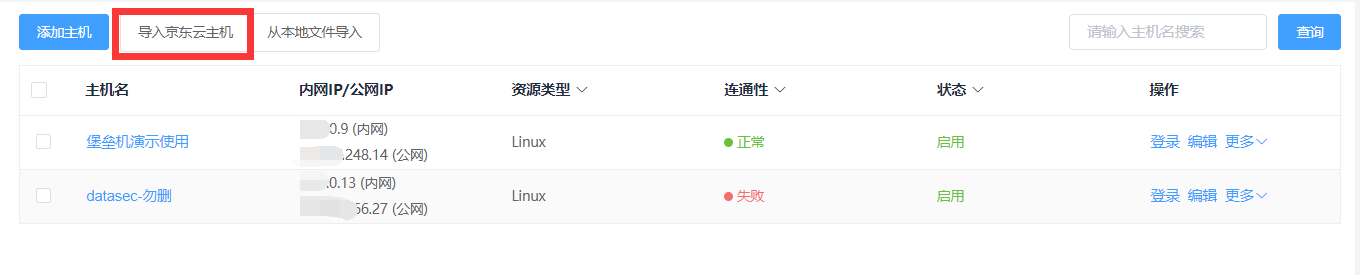 添加主机 导入京东云主机 从本地文件导入 请输入主机名搜索 查询
主机名 内网IP/公网IP 资源类型 连通性 状态 操作
堡垒机演示使用 0.9 (内网) Linux 正常 启用 登录 编辑 更多
.248.14 (公网)
datasec-勿删 .0.13 (内网) Linux 失败 启用 登录 编辑 更多
66.27 (公网)